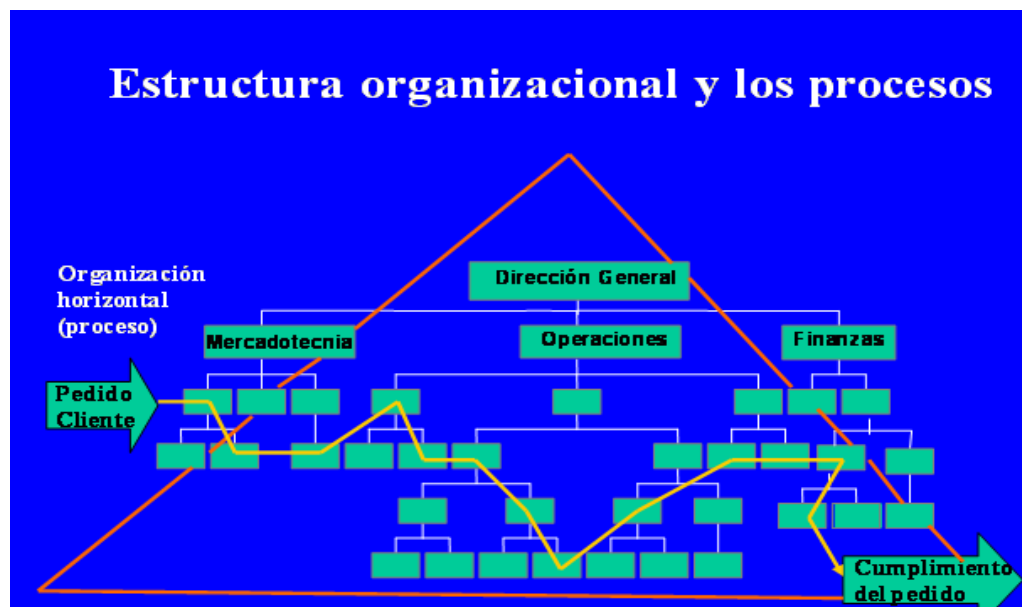 Estructura organizacional y los procesos
Organización
horizontal
(proceso)
Dirección General
Mercadotecnia
Operaciones
Finanzas
Pedido
Cliente
Cumplimiento
del pedido